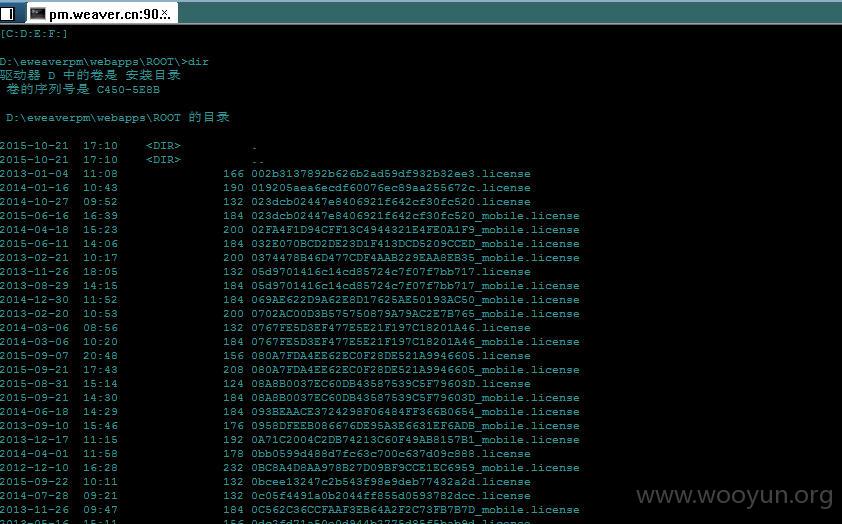 pm.weaver.cn:90.
[C:D:E:F:]
D:\eweaverpm\webapps\ROOT\>dir
驱动器 D 中的卷是 安装目录
卷的序列号是 C450-5E8B
D:\eweaverpm\webapps\ROOT 的目录
2015-10-21 17:10 <DIR> .
2015-10-21 17:10 <DIR> ..
2013-01-04 11:08 166 002b3137892b626b2ad59df932b32ee3.license
2014-01-16 10:43 190 019205aea6ecdf60076ec89aa255672c.license
2014-10-27 09:52 132 023dcb02447e8406921f642cf30fc520.license
2015-06-16 16:39 184 023dcb02447e8406921f642cf30fc520_mobile.license
2014-04-18 15:23 200 02FA4F1D94CFF13C4944321E4FE0A1F9_mobile.license
2015-06-11 14:06 184 032E070BCD2DE23D1F413DCD5209CCED_mobile.license
2013-02-21 10:17 200 0374478B46D477CDF4AAB229EAA8EB35_mobile.license
2013-11-26 18:05 132 05d9701416c14cd85724c7f07f7bb717.license
2013-08-29 14:15 184 05d9701416c14cd85724c7f07f7bb717_mobile.license
2014-12-30 11:52 184 069AE622D9A62E8D17625AE50193AC50_mobile.license
2013-02-20 10:53 200 0702AC00D3B575750879A79AC2E7B765_mobile.license
2014-03-06 08:56 132 0767FE5D3EF477E5E21F197C18201A46.license
2014-03-06 10:20 184 0767FE5D3EF477E5E21F197C18201A46_mobile.license
2015-09-07 20:48 156 080A7FDA4EE62EC0F28DE521A9946605.license
2015-09-21 17:43 208 080A7FDA4EE62EC0F28DE521A9946605_mobile.license
2015-08-31 15:14 124 08A8B0037EC60DB43587539C5F79603D.license
2015-09-21 14:30 184 08A8B0037EC60DB43587539C5F79603D_mobile.license
2014-06-18 14:29 184 093BEAACE3724298F06484FF366B0654_mobile.license
2013-09-10 15:46 176 0958DFEEB086676DE95A3E6631EF6ADB_mobile.license
2013-12-17 11:15 192 0A71C2004C2DB74213C60F49AB8157B1_mobile.license
2014-04-01 11:58 178 0bb0599d488d7fc63c700c637d09c888.license
2012-12-10 16:28 232 0BC8A4D8AA978B27D09BF9CCE1EC6959_mobile.license
2015-09-22 10:11 132 0bcee13247c2b543f98e9deb77432a2d.license
2014-07-28 09:21 132 0c05f4491a0b2044ff855d0593782dcc.license
2013-11-26 09:47 184 0C562C36CCFAAF3EB64A2F2C73FB7B7D_mobile.license
www.wooyun.org